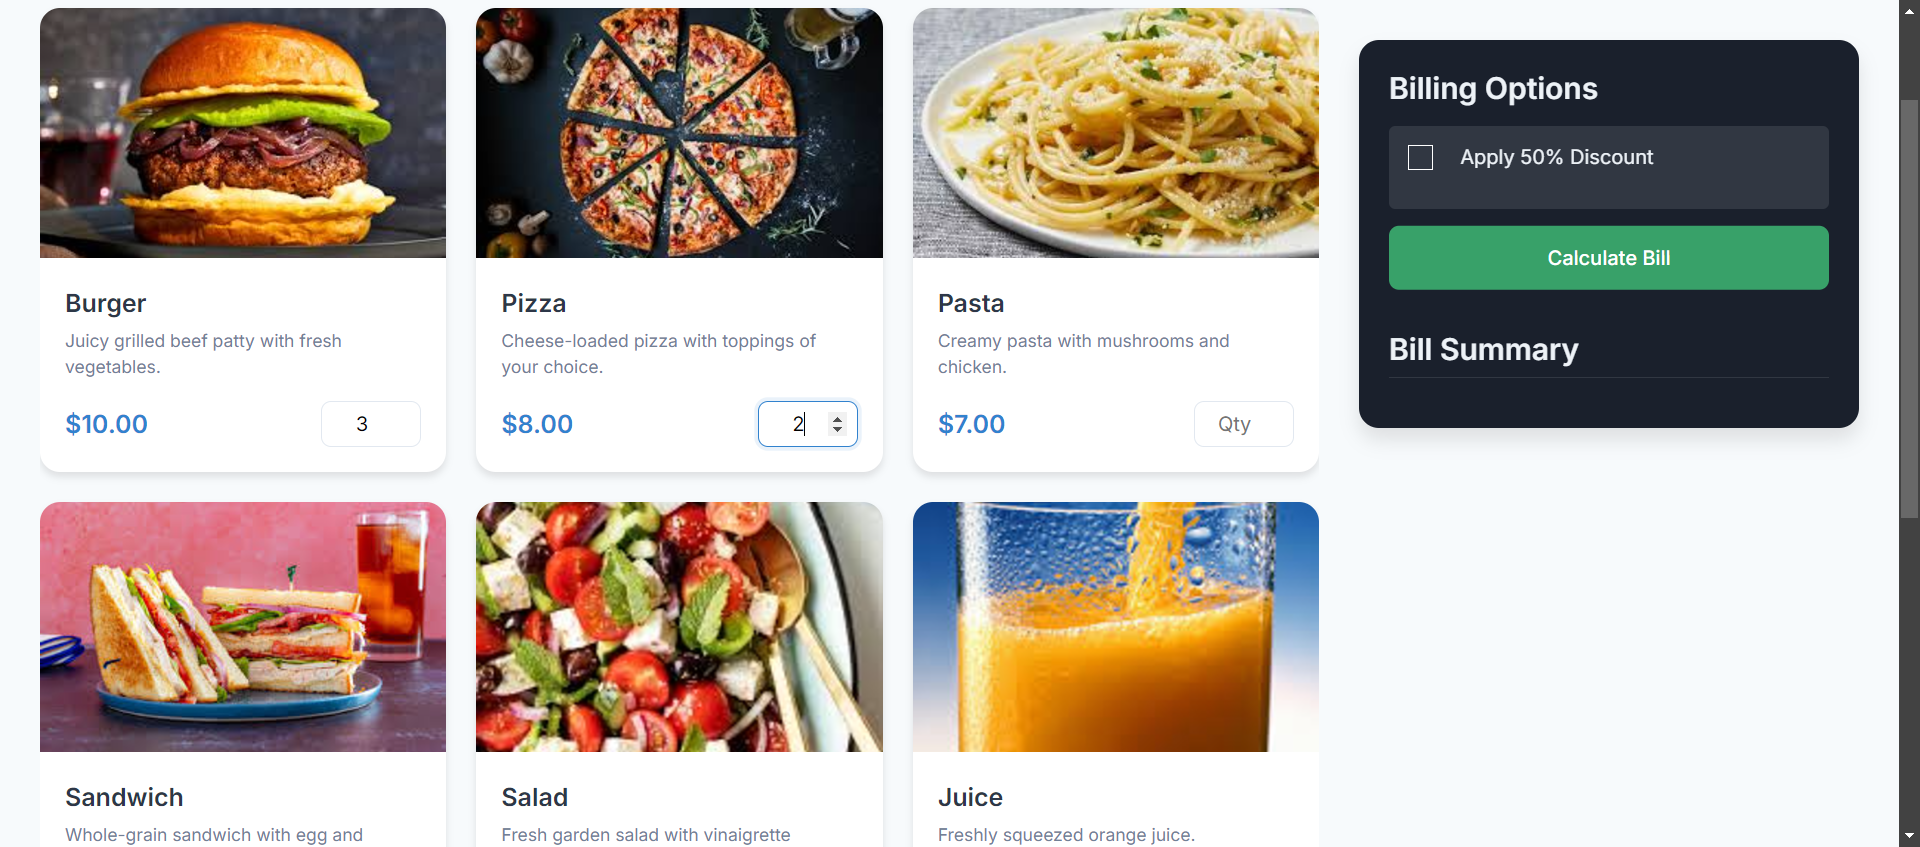 Burger
Juicy grilled beef patty with fresh
vegetables.
$10.00
3
Pizza
Cheese-loaded pizza with toppings of
your choice.
$8.00
2
Pasta
Creamy pasta with mushrooms and
chicken.
$7.00
Qty
Sandwich
Whole-grain sandwich with egg and
Salad
Fresh garden salad with vinaigrette
Juice
Freshly squeezed orange juice.
Billing Options
Apply 50% Discount
Calculate Bill
Bill Summary